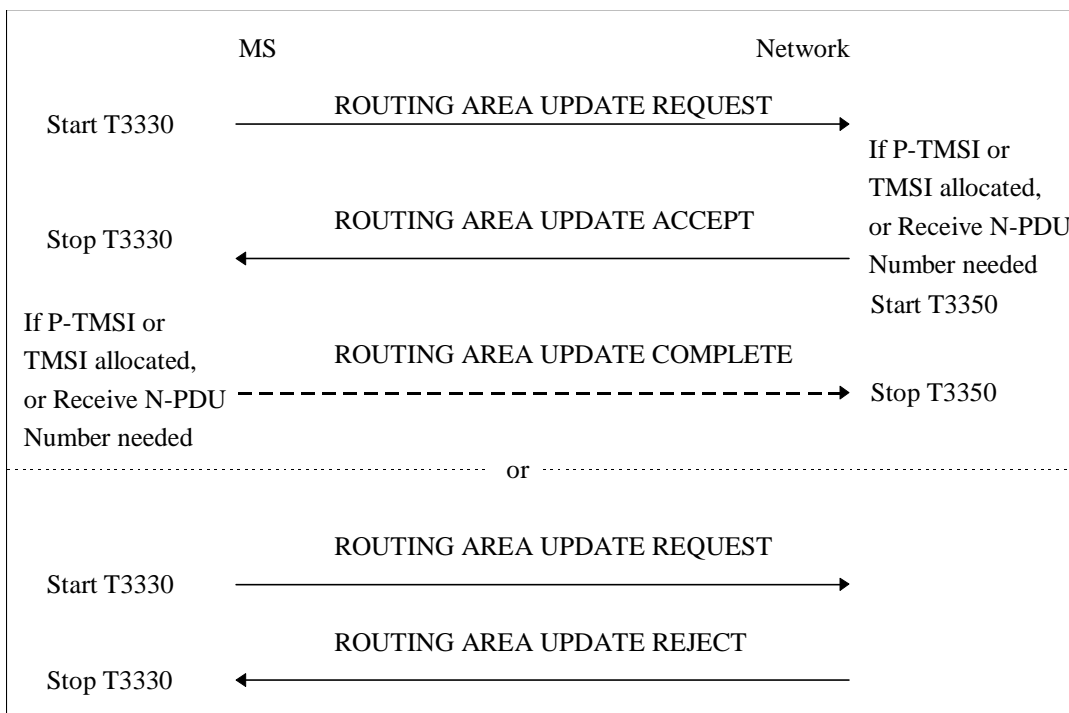 MS
Network
ROUTING AREA UPDATE REQUEST
Start T3330
If P-TMSI or
TMSI allocated,
or Receive N-PDU
Number needed
Start T3350
ROUTING AREA UPDATE ACCEPT
Stop T3330
If P-TMSI or
TMSI allocated,
or Receive N-PDU
Number needed
ROUTING AREA UPDATE COMPLETE
Stop T3350
or
ROUTING AREA UPDATE REQUEST
Start T3330
ROUTING AREA UPDATE REJECT
Stop T3330